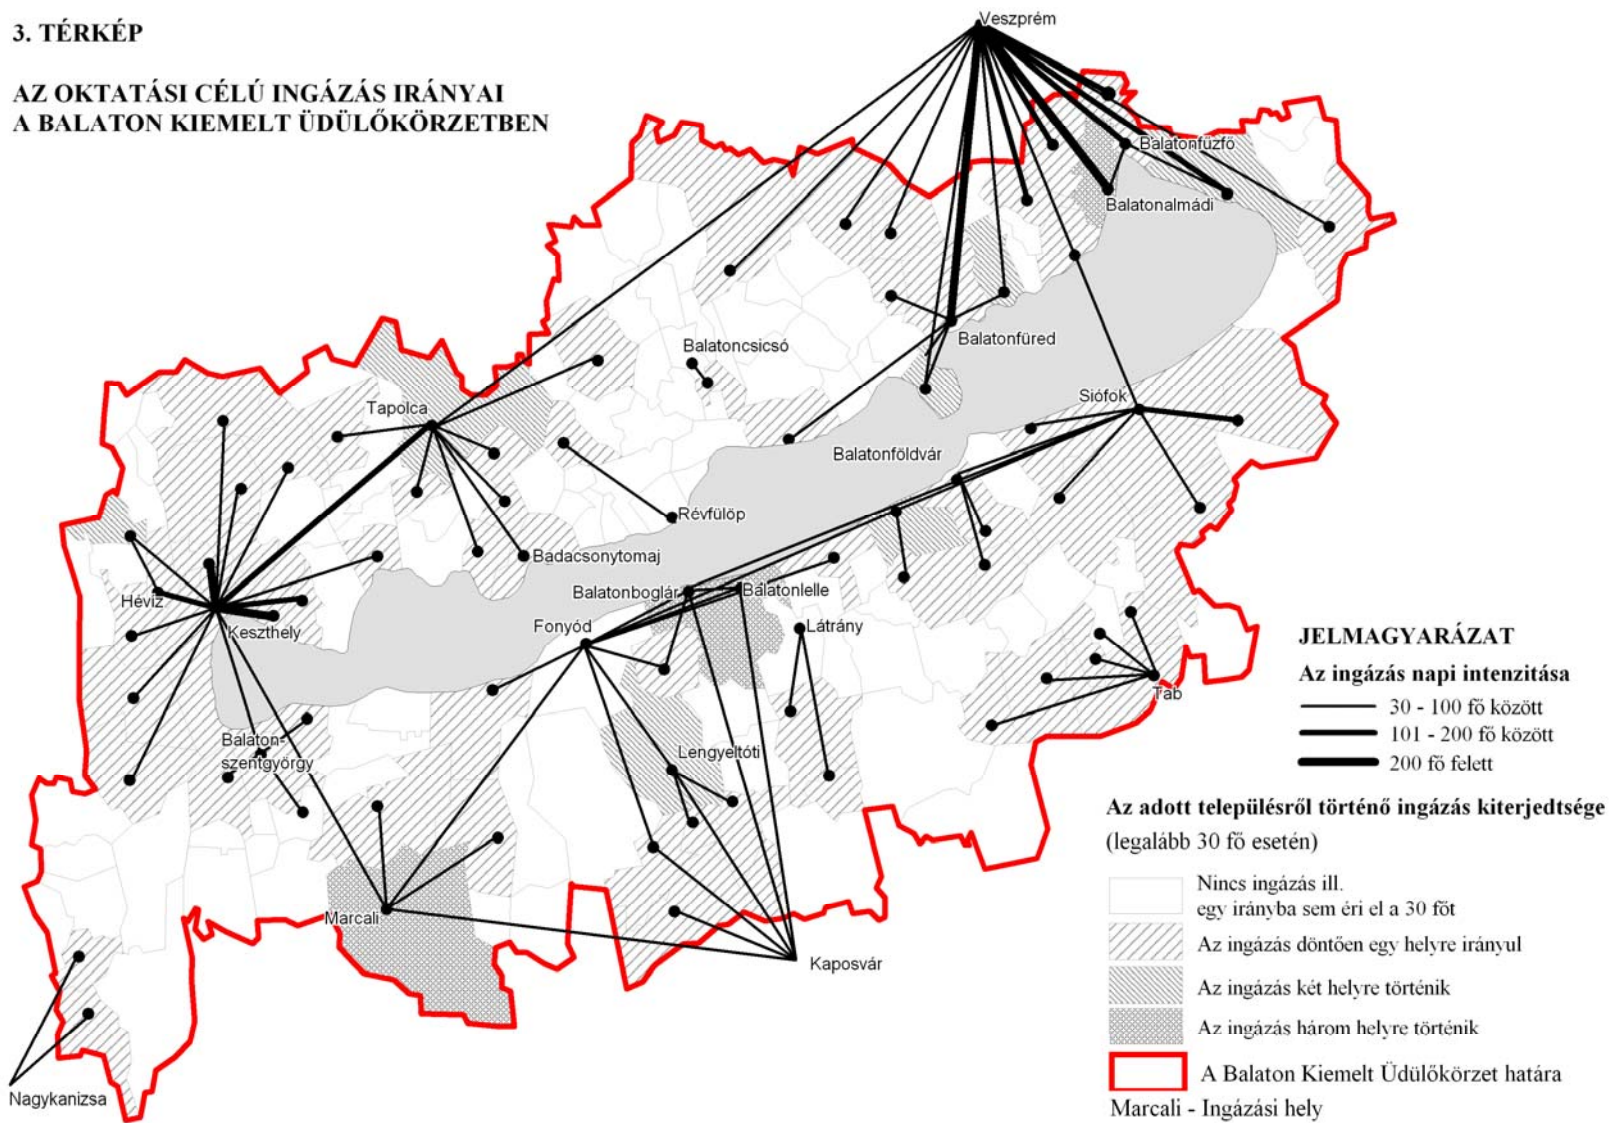 3. TÉRKÉP
AZ OKTATÁSI CÉLÚ INGÁZÁS IRÁNYAI
A BALATON KIEMELT ÜDÜLŐKÖRZETBEN
Veszprém
Balatonfűzfő
Balatonalmádi
Balatonfüred
Balatoncsicsó
Siófok
Tapolca
Balatonföldvár
Révfülöp
Badacsonytomaj
Hévíz
Keszthely
Balatonboglár
Balatonlelle
Fonyód
Látrány
Tab
Balaton-
szentgyörgy
Lengyeltóti
Marcali
Kaposvár
Nagykanizsa
JELMAGYARÁZAT
Az ingázás napi intenzitása
30 - 100 fő között
101 - 200 fő között
200 fő felett
Az adott településről történő ingázás kiterjedtsége
(legalább 30 fő esetén)
Nincs ingázás ill.
egy irányba sem éri el a 30 főt
Az ingázás döntően egy helyre irányul
Az ingázás két helyre történik
Az ingázás három helyre történik
A Balaton Kiemelt Üdülőkörzet határa
Marcali - Ingázási hely